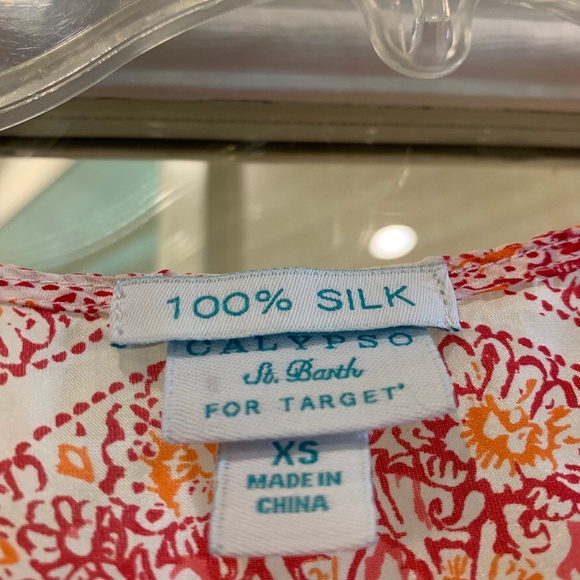 100% SILK
CALYPSO
St. Barth
FOR TARGET*
XS
MADE IN
CHINA